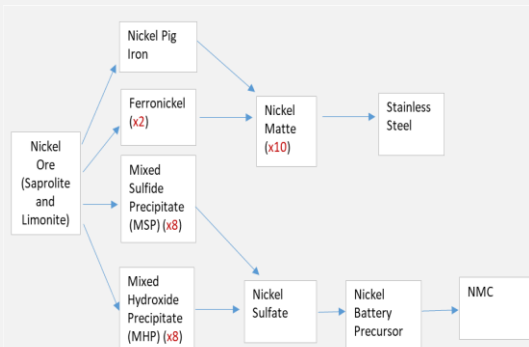 Nickel Pig
Iron
Ferronickel
(x2)
Nickel
Matte
(x10)
Stainless
Steel
Nickel
Ore
(Saprolite
and
Limonite)
Mixed
Sulfide
Precipitate
(MSP) (x8)
Mixed
Hydroxide
Precipitate
(MHP) (x8)
Nickel
Sulfate
Nickel
Battery
Precursor
NMC